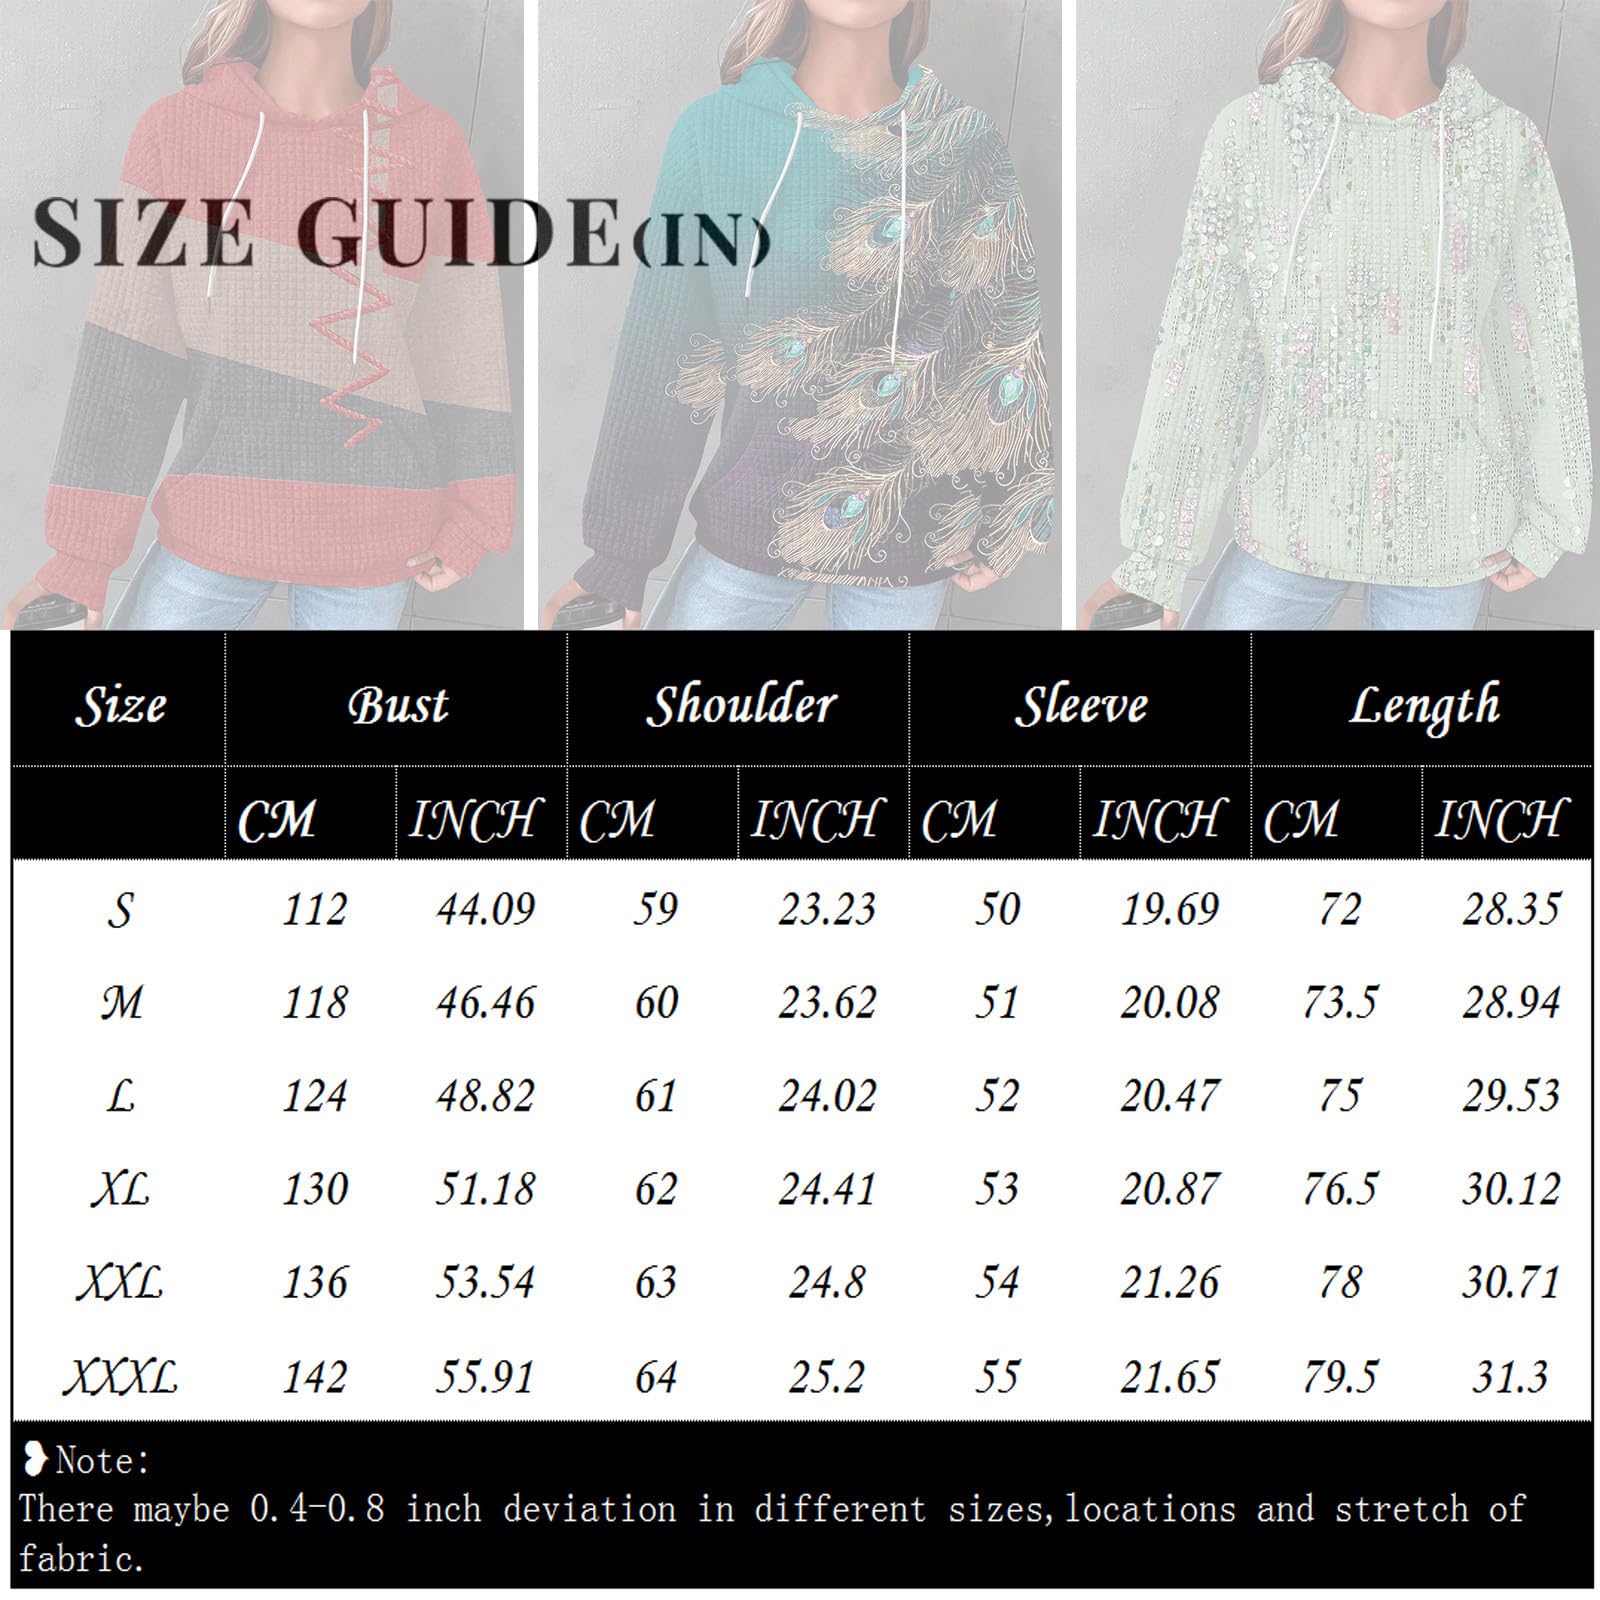 SIZE GUIDE(IN)
Size Bust Shoulder Sleeve Length
CM INCH CM INCH CM INCH CM INCH
S 112 44.09 59 23.23 50 19.69 72 28.35
M 118 46.46 60 23.62 51 20.08 73.5 28.94
L 124 48.82 61 24.02 52 20.47 75 29.53
XL 130 51.18 62 24.41 53 20.87 76.5 30.12
XXL 136 53.54 63 24.8 54 21.26 78 30.71
XXXL 142 55.91 64 25.2 55 21.65 79.5 31.3
❥Note:
There maybe 0.4-0.8 inch deviation in different sizes,locations and stretch of
fabric.